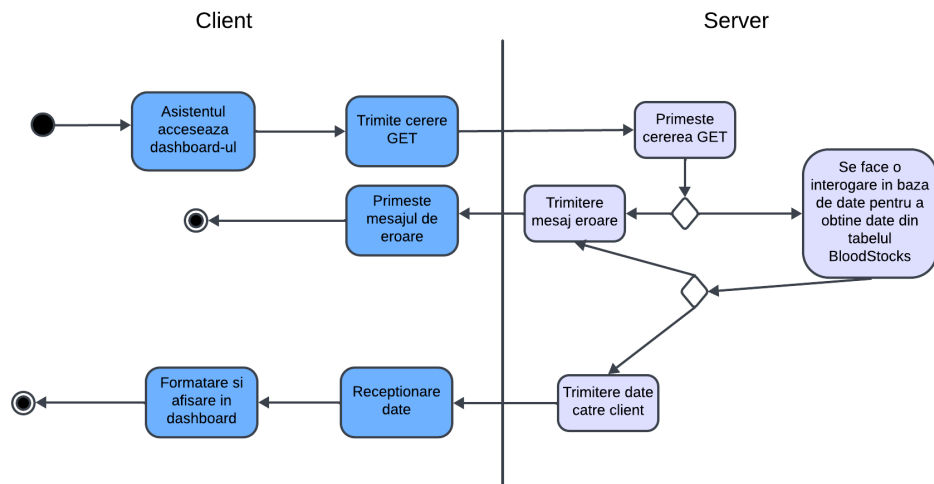 Client
Server
Asistentul
acceseaza
dashboard-ul
Trimite cerere
GET
Primeste
cererea GET
Se face o
interogare in baza
de date pentru a
obtine date din
tabelul
BloodStocks
Trimitere
mesaj eroare
Primeste
mesajul de
eroare
Formatare si
afisare in
dashboard
Receptionare
date
Trimitere date
catre client